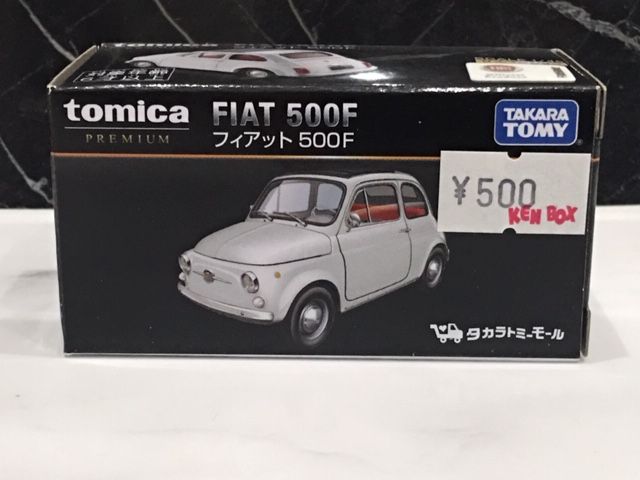 tomica
PREMIUM
FIAT 500F
フィアット 500F
TAKARA
TOMY
¥500
KEN BOX
タカラトミーモール